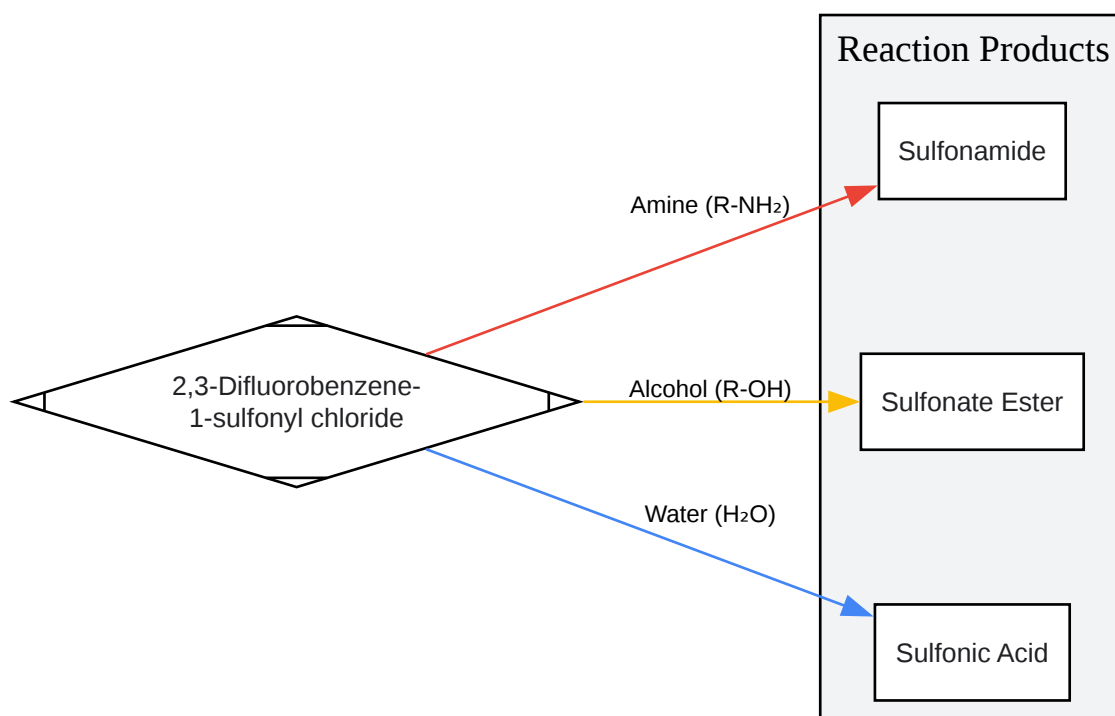 Reaction Products
Sulfonamide
Amine (R-NH₂)
2,3-Difluorobenzene-
1-sulfonyl chloride
Alcohol (R-OH)
Sulfonate Ester
Water (H₂O)
Sulfonic Acid